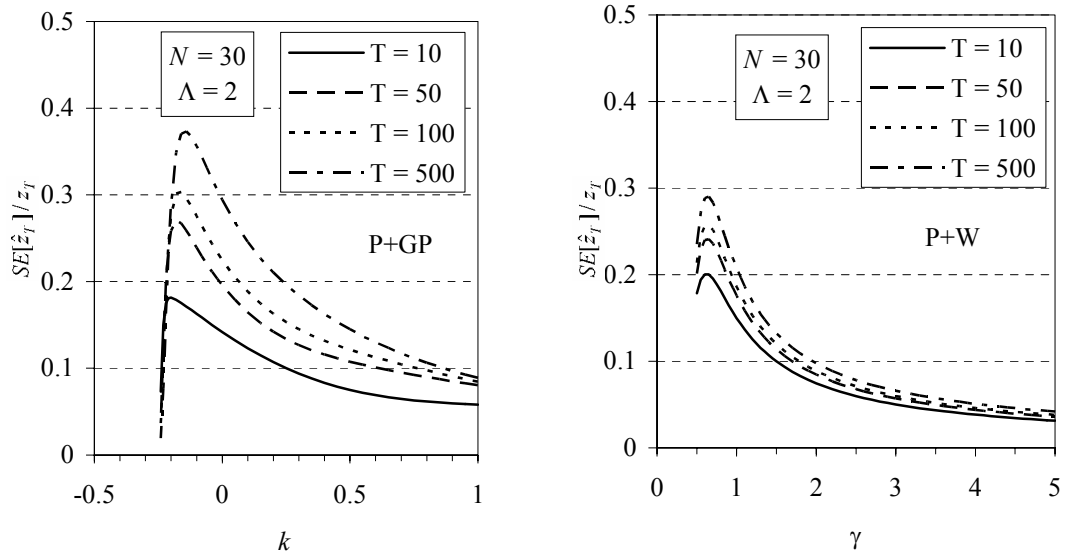 0.5
0.4
0.3
0.2
0.1
0
-0.5
0
0.5
1
SE[ẑ_T] / z_T
k
N = 30
Λ = 2
T = 10
T = 50
T = 100
T = 500
P+GP
0.5
0.4
0.3
0.2
0.1
0
0
1
2
3
4
5
SE[ẑ_T] / z_T
γ
N = 30
Λ = 2
T = 10
T = 50
T = 100
T = 500
P+W